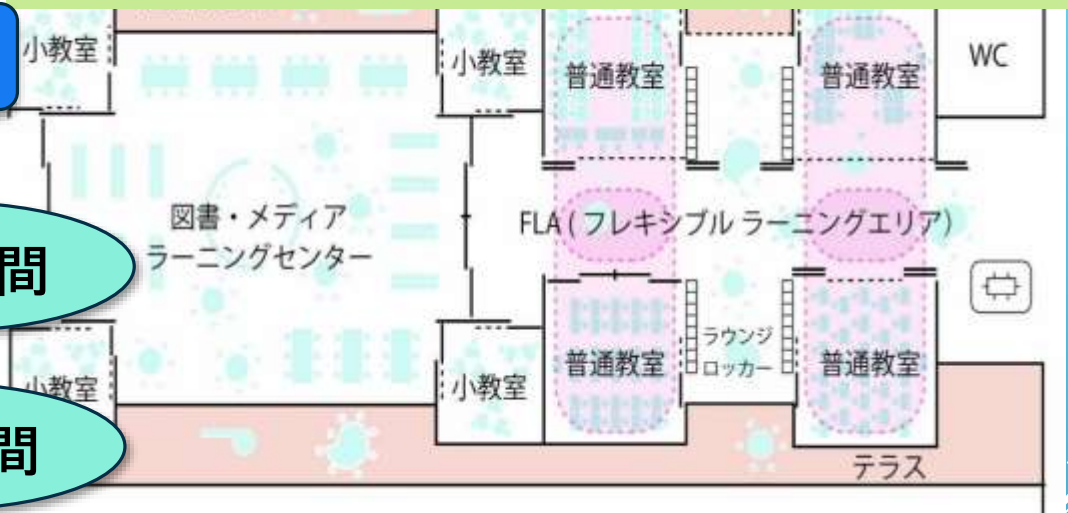 小教室
小教室
普通教室
普通教室
WC
図書・メディア
ラーニングセンター
FLA ( フレキシブル ラーニングエリア)
間
ラウンジ
ロッカー
普通教室
普通教室
小教室
小教室
間
テラス